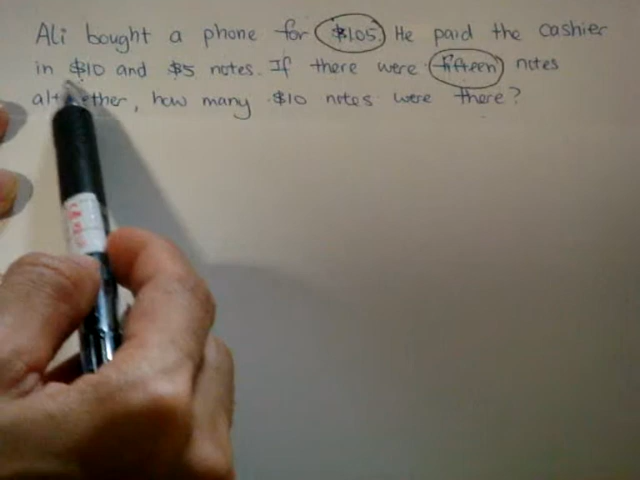 Ali bought a phone for $105. He paid the cashier
in $10 and $5 notes. If there were fifteen notes
altogether, how many $10 notes were there?